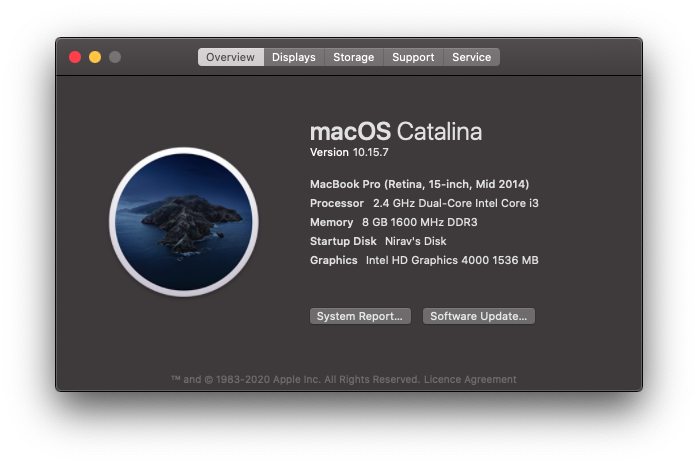 Overview Displays Storage Support Service
macOS Catalina
Version 10.15.7
MacBook Pro (Retina, 15-inch, Mid 2014)
Processor 2.4 GHz Dual-Core Intel Core i3
Memory 8 GB 1600 MHz DDR3
Startup Disk Nirav's Disk
Graphics Intel HD Graphics 4000 1536 MB
System Report... Software Update...
™ and © 1983-2020 Apple Inc. All Rights Reserved. Licence Agreement